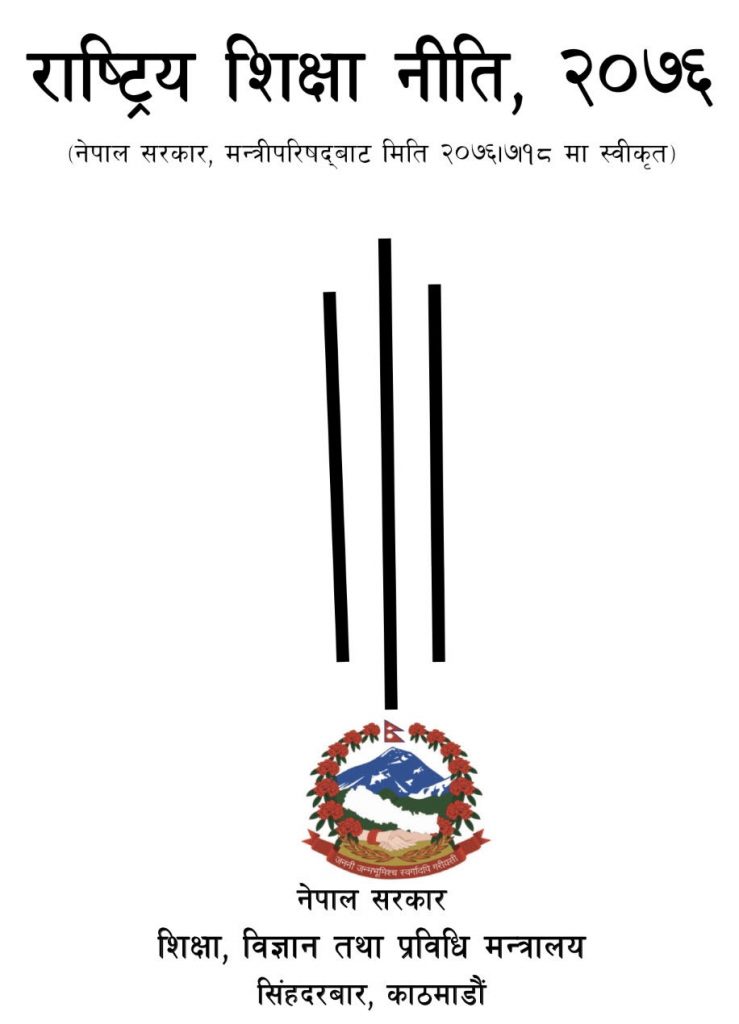 राष्ट्रिय शिक्षा नीति, २०७६
(नेपाल सरकार, मन्त्रीपरिषद्‌बाट मिति २०७६।७।१८ मा स्वीकृत)
जननी जन्मभूमिश्च स्वर्गादपि गरीयसी
नेपाल सरकार
शिक्षा, विज्ञान तथा प्रविधि मन्त्रालय
सिंहदरबार, काठमाडौं